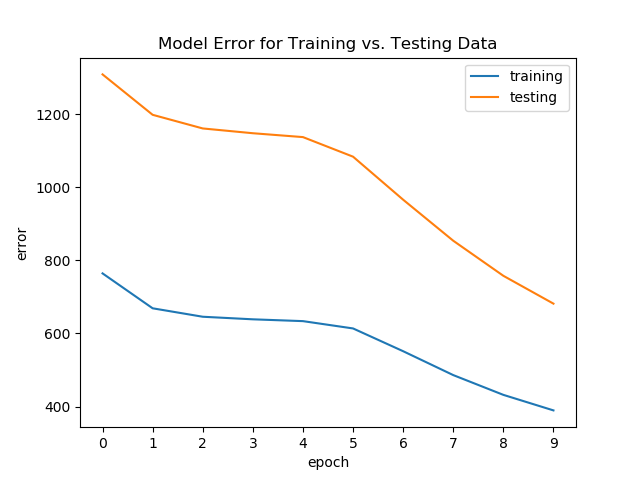 Model Error for Training vs. Testing Data
training
testing
error
1200
1000
800
600
400
0 1 2 3 4 5 6 7 8 9
epoch